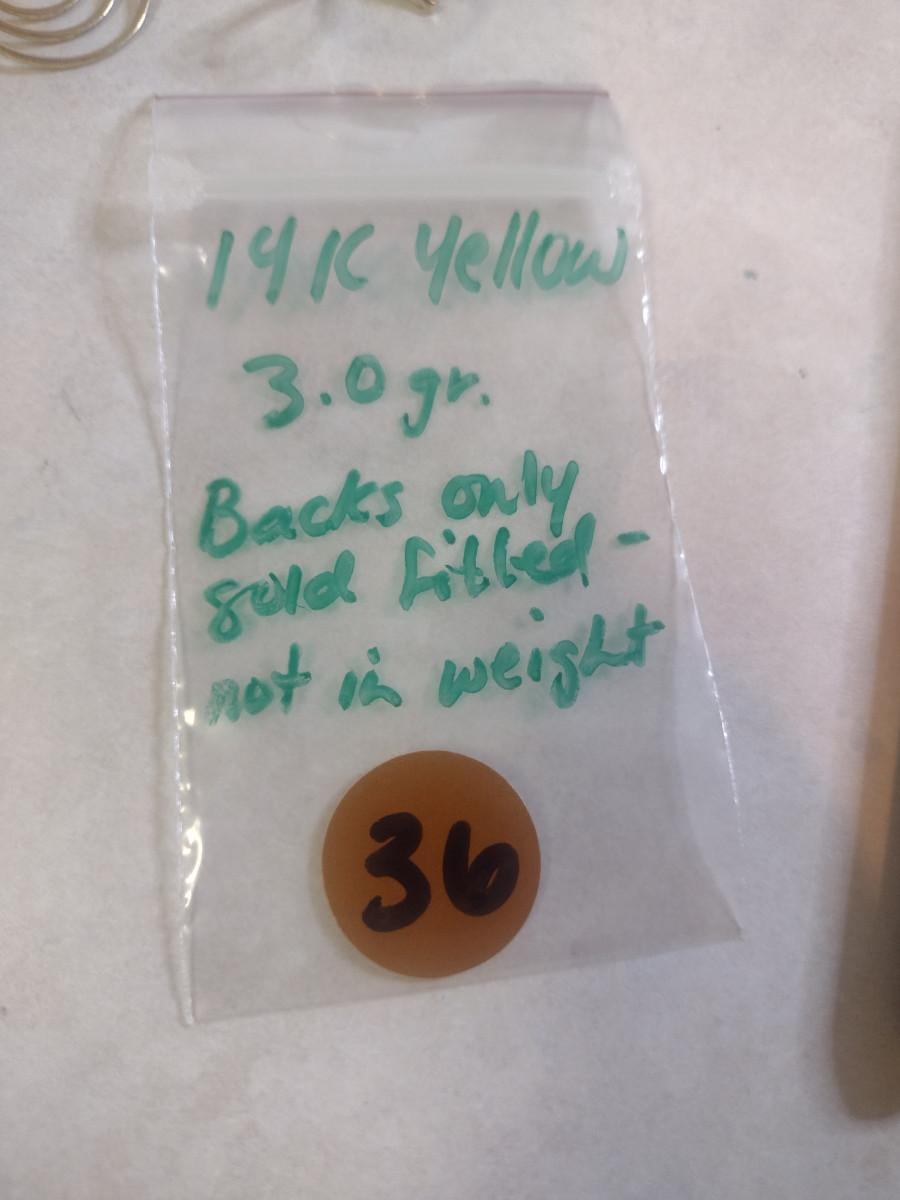 14K Yellow
3.0 gr.
Backs only
gold filled -
not in weight
36